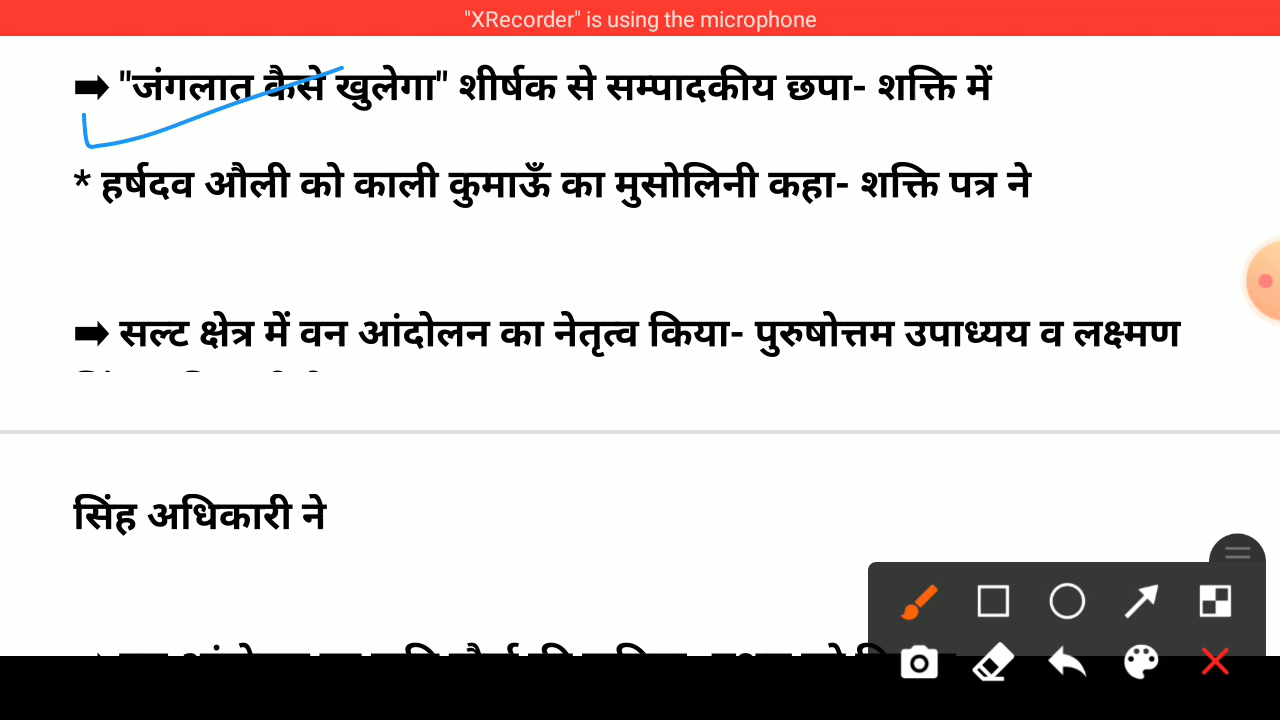 "XRecorder" is using the microphone
➡ "जंगलात कैसे खुलेगा" शीर्षक से सम्पादकीय छपा- शक्ति में
* हर्षदव औली को काली कुमाऊँ का मुसोलिनी कहा- शक्ति पत्र ने
➡ सल्ट क्षेत्र में वन आंदोलन का नेतृत्व किया- पुरुषोत्तम उपाध्यय व लक्ष्मण
सिंह अधिकारी ने